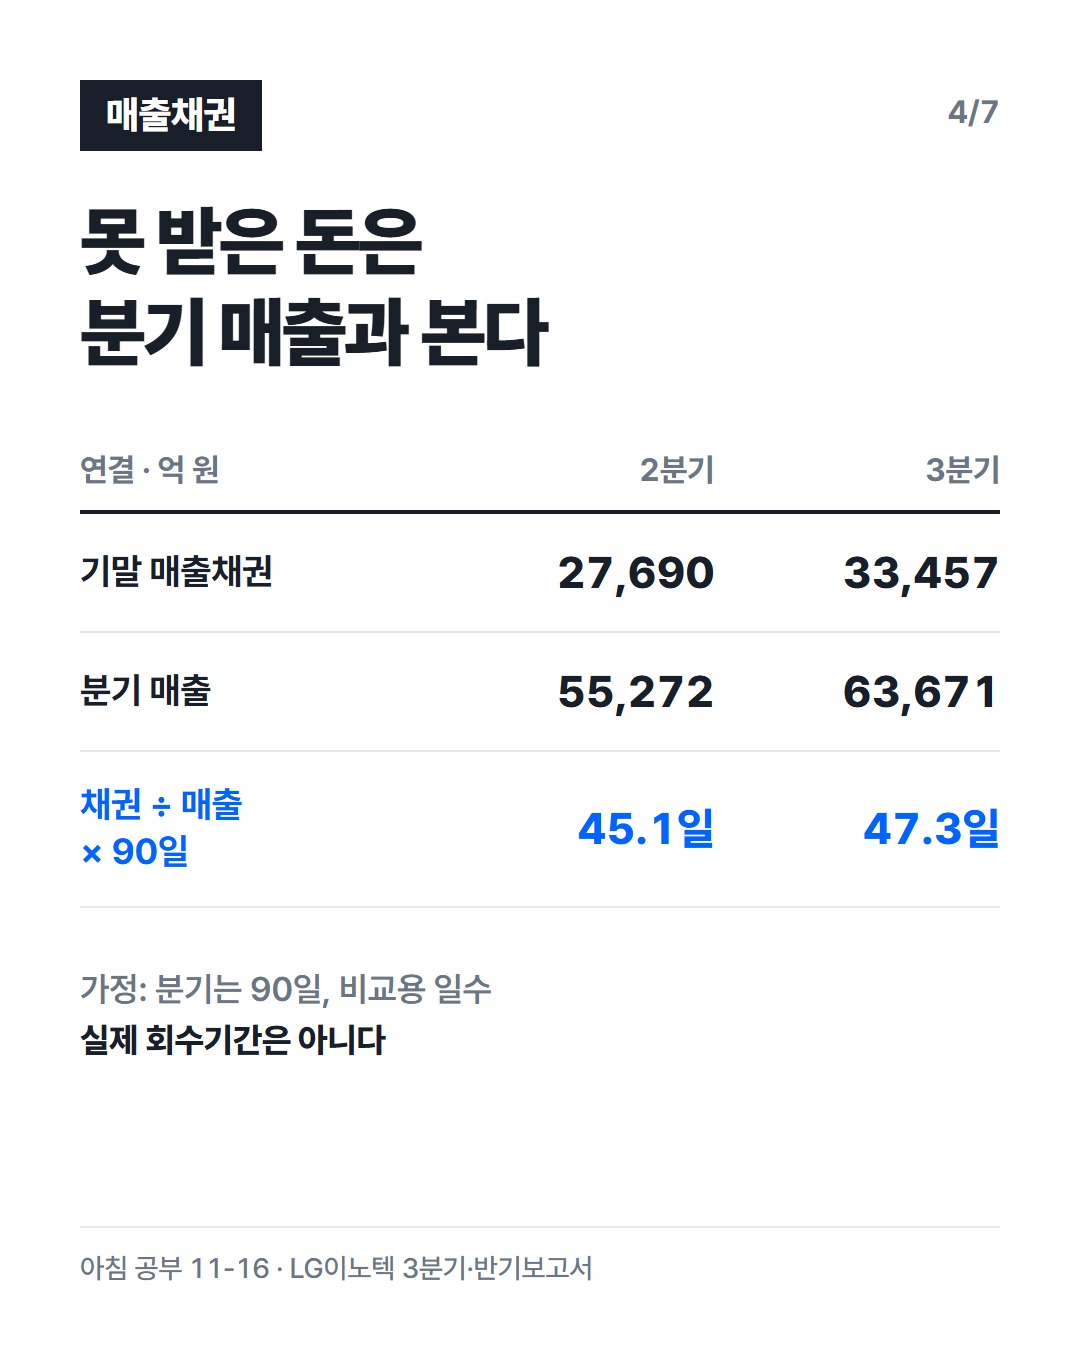 매출채권
4/7
못 받은 돈은
분기 매출과 본다
연결 · 억 원 2분기 3분기
기말 매출채권 27,690 33,457
분기 매출 55,272 63,671
채권 ÷ 매출
× 90일 45.1일 47.3일
가정: 분기는 90일, 비교용 일수
실제 회수기간은 아니다
아침 공부 11-16 · LG이노텍 3분기·반기보고서